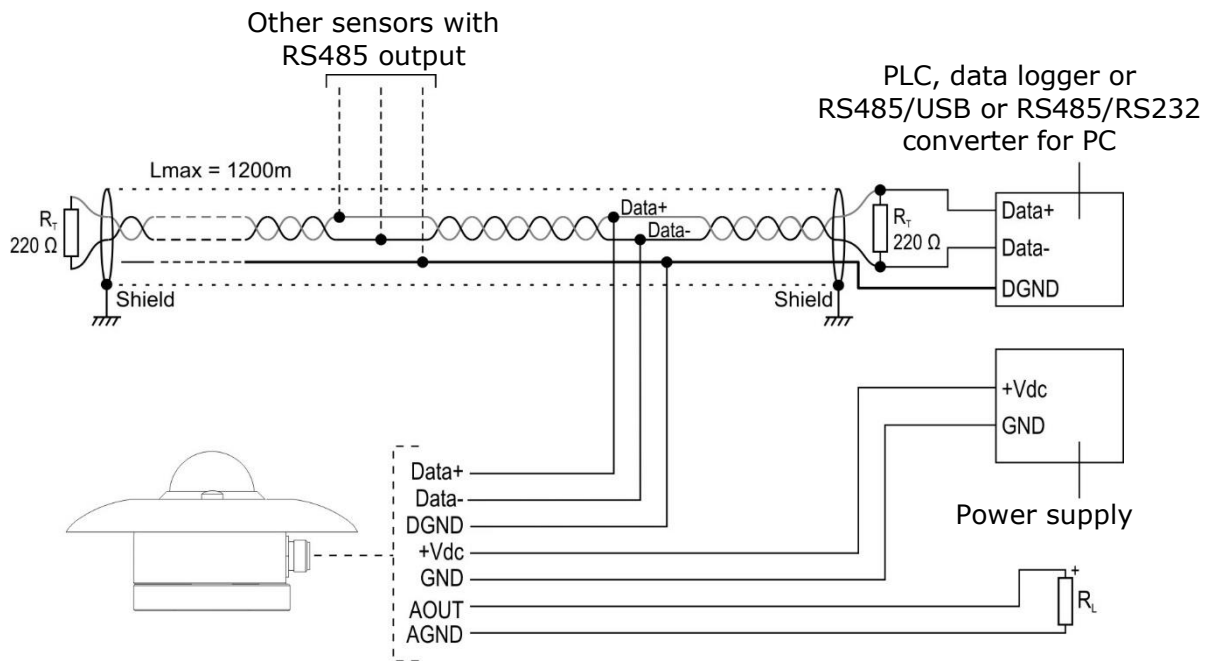 Other sensors with
RS485 output
PLC, data logger or
RS485/USB or RS485/RS232
converter for PC
Lmax = 1200m
RT
220 Ω
Data+
Data-
RT
220 Ω
Data+
Data-
DGND
Shield
Shield
+Vdc
GND
Power supply
Data+
Data-
DGND
+Vdc
GND
AOUT
AGND
+
RL